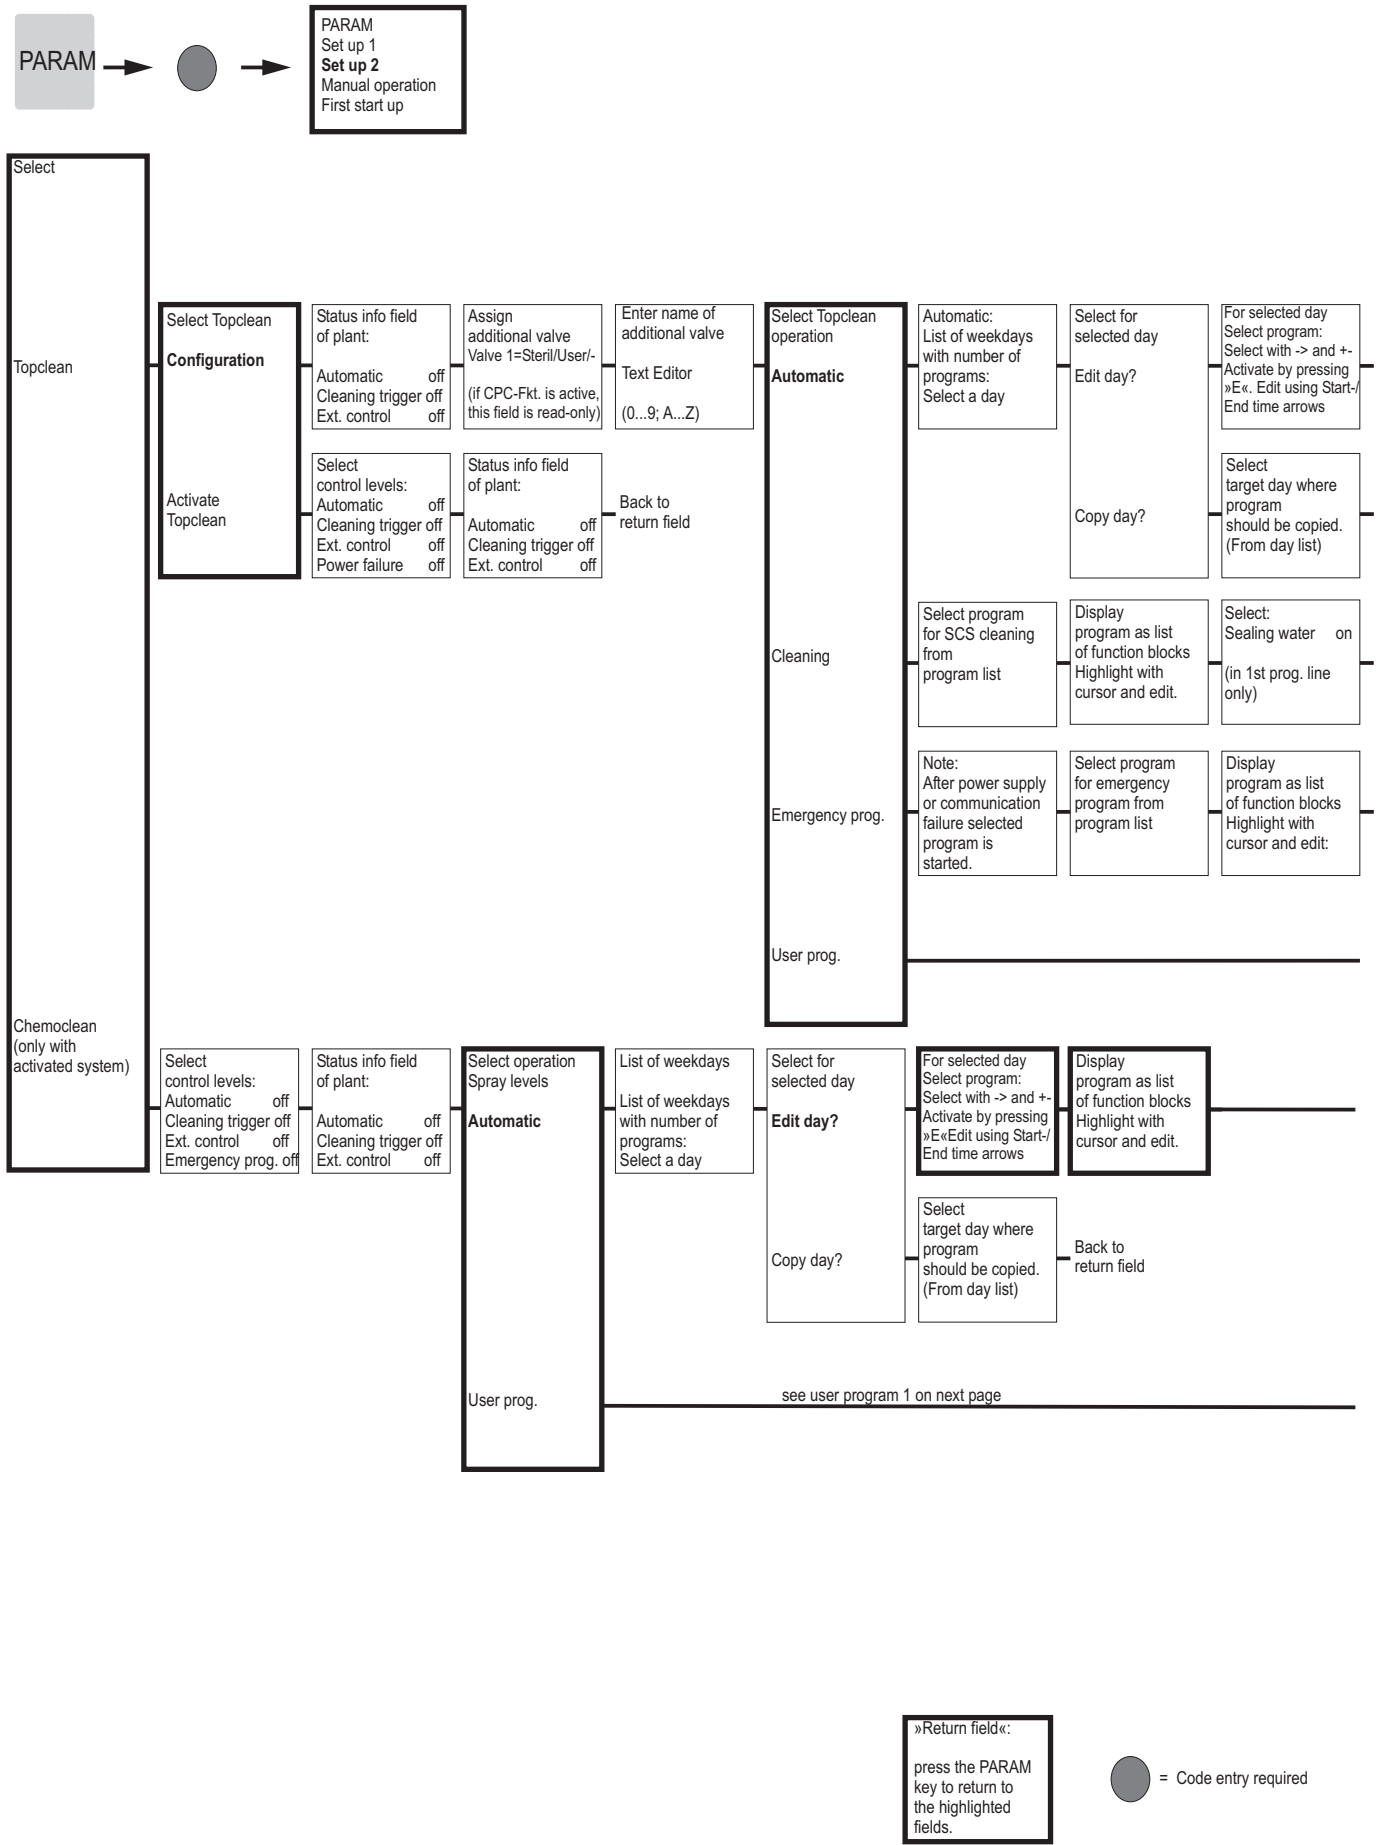 PARAM
PARAM
Set up 1
Set up 2
Manual operation
First start up
Select
Topclean
Select Topclean
Configuration
Activate
Topclean
Status info field
of plant:
Automatic off
Cleaning trigger off
Ext. control off
Assign
additional valve
Valve 1=Steril/User/-
(if CPC-Fkt. is active,
this field is read-only)
Enter name of
additional valve
Text Editor
(0...9; A...Z)
Select
control levels:
Automatic off
Cleaning trigger off
Ext. control off
Power failure off
Status info field
of plant:
Automatic off
Cleaning trigger off
Ext. control off
Back to
return field
Select Topclean
operation
Automatic
Automatic:
List of weekdays
with number of
programs:
Select a day
Select for
selected day
Edit day?
Copy day?
For selected day
Select program:
Select with -> and +-
Activate by pressing
»E«. Edit using Start-/
End time arrows
Select
target day where
program
should be copied.
(From day list)
Cleaning
Select program
for SCS cleaning
from
program list
Display
program as list
of function blocks
Highlight with
cursor and edit.
Select:
Sealing water on
(in 1st prog. line
only)
Emergency prog.
Note:
After power supply
or communication
failure selected
program is
started.
Select program
for emergency
program from
program list
Display
program as list
of function blocks
Highlight with
cursor and edit:
User prog.
Chemoclean
(only with
activated system)
Select
control levels:
Automatic off
Cleaning trigger off
Ext. control off
Emergency prog. off
Status info field
of plant:
Automatic off
Cleaning trigger off
Ext. control off
Select operation
Spray levels
Automatic
List of weekdays
List of weekdays
with number of
programs:
Select a day
Select for
selected day
Edit day?
For selected day
Select program:
Select with -> and +-
Activate by pressing
»E«Edit using Start-/
End time arrows
Display
program as list
of function blocks
Highlight with
cursor and edit.
Copy day?
Select
target day where
program
should be copied.
(From day list)
Back to
return field
User prog.
see user program 1 on next page
»Return field«:
press the PARAM
key to return to
the highlighted
fields.
= Code entry required